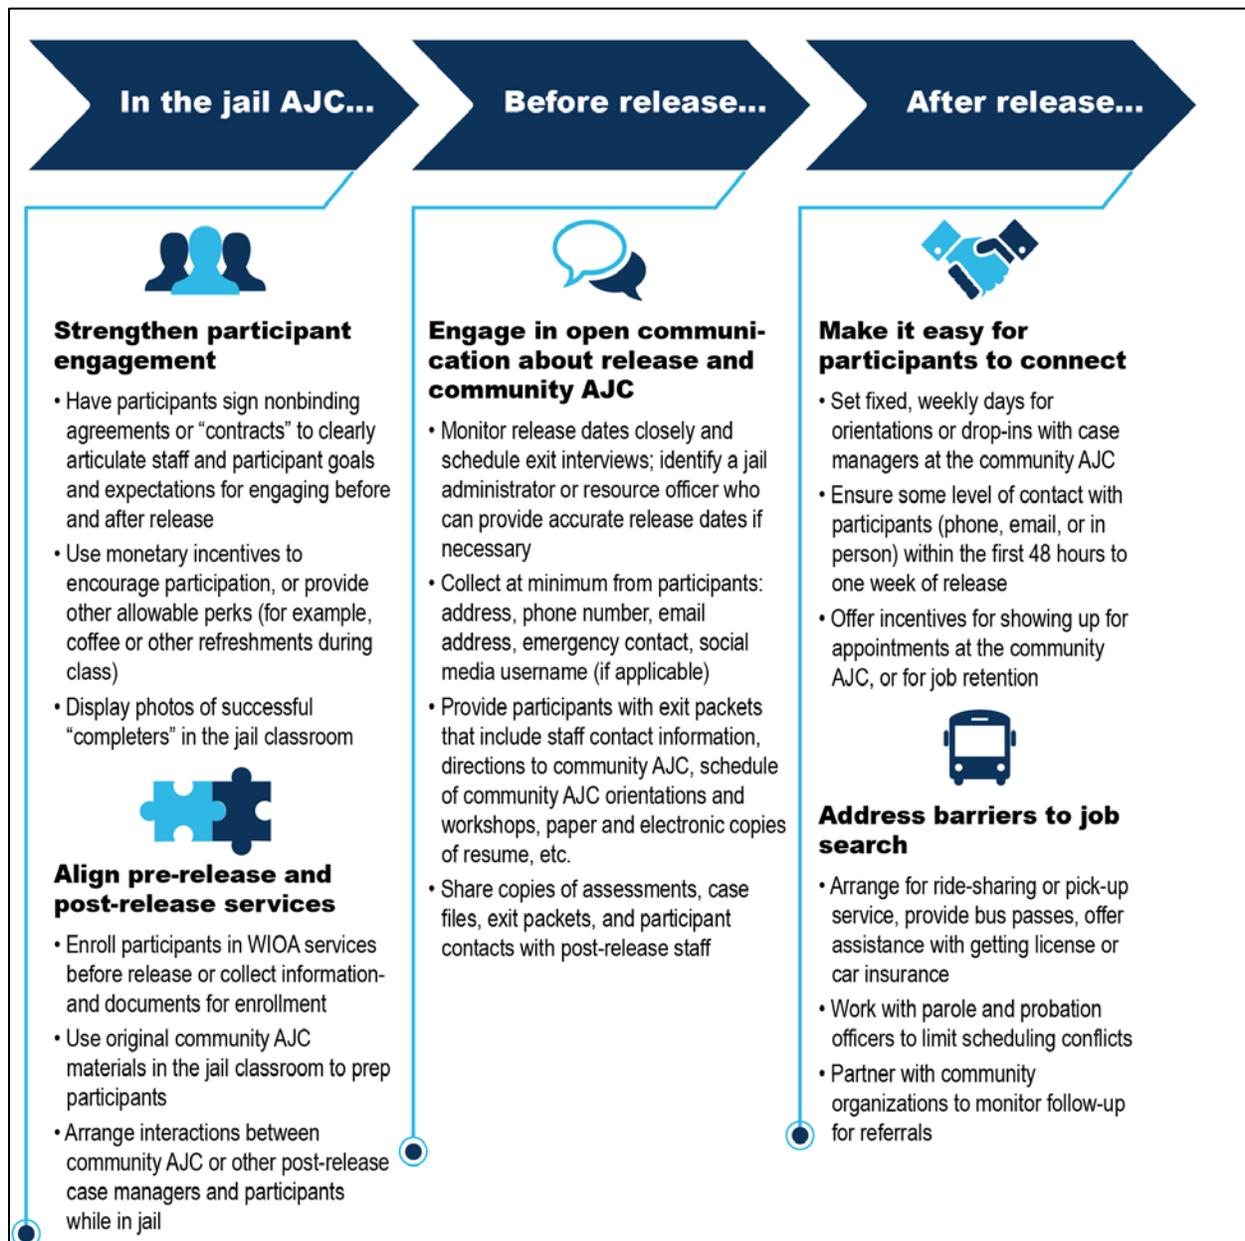 In the jail AJC...
Before release...
After release...
Strengthen participant
engagement
• Have participants sign nonbinding
agreements or “contracts” to clearly
articulate staff and participant goals
and expectations for engaging before
and after release
• Use monetary incentives to
encourage participation, or provide
other allowable perks (for example,
coffee or other refreshments during
class)
• Display photos of successful
“completers” in the jail classroom
Align pre-release and
post-release services
• Enroll participants in WIOA services
before release or collect information-
and documents for enrollment
• Use original community AJC
materials in the jail classroom to prep
participants
• Arrange interactions between
community AJC or other post-release
case managers and participants
while in jail
Engage in open communi-
cation about release and
community AJC
• Monitor release dates closely and
schedule exit interviews; identify a jail
administrator or resource officer who
can provide accurate release dates if
necessary
• Collect at minimum from participants:
address, phone number, email
address, emergency contact, social
media username (if applicable)
• Provide participants with exit packets
that include staff contact information,
directions to community AJC, schedule
of community AJC orientations and
workshops, paper and electronic copies
of resume, etc.
• Share copies of assessments, case
files, exit packets, and participant
contacts with post-release staff
Make it easy for
participants to connect
• Set fixed, weekly days for
orientations or drop-ins with case
managers at the community AJC
• Ensure some level of contact with
participants (phone, email, or in
person) within the first 48 hours to
one week of release
• Offer incentives for showing up for
appointments at the community
AJC, or for job retention
Address barriers to job
search
• Arrange for ride-sharing or pick-up
service, provide bus passes, offer
assistance with getting license or
car insurance
• Work with parole and probation
officers to limit scheduling conflicts
• Partner with community
organizations to monitor follow-up
for referrals